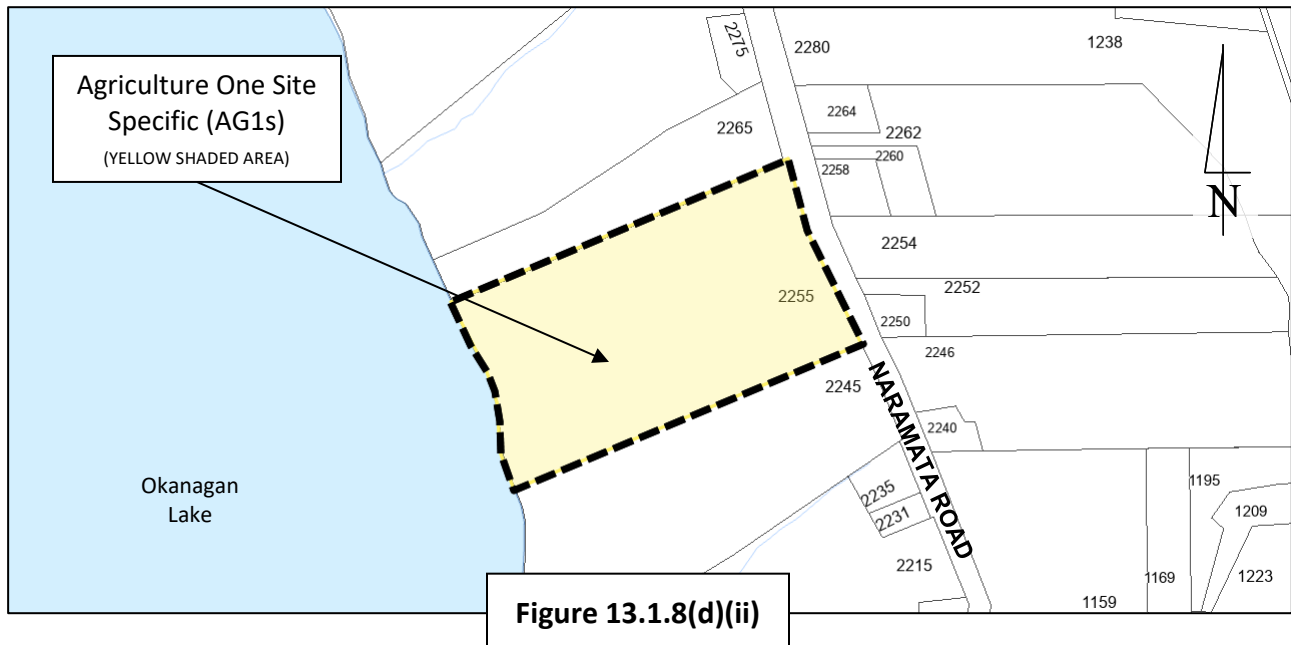 Agriculture One Site
Specific (AG1s)
(YELLOW SHADED AREA)
2275
2280
1238
2264
2265
2262
2260
2258
N
2254
2255
2252
2250
2246
2245
NARAMATA ROAD
2240
Okanagan
Lake
2235
2231
1195
1209
2215
1169
1223
1159
Figure 13.1.8(d)(ii)